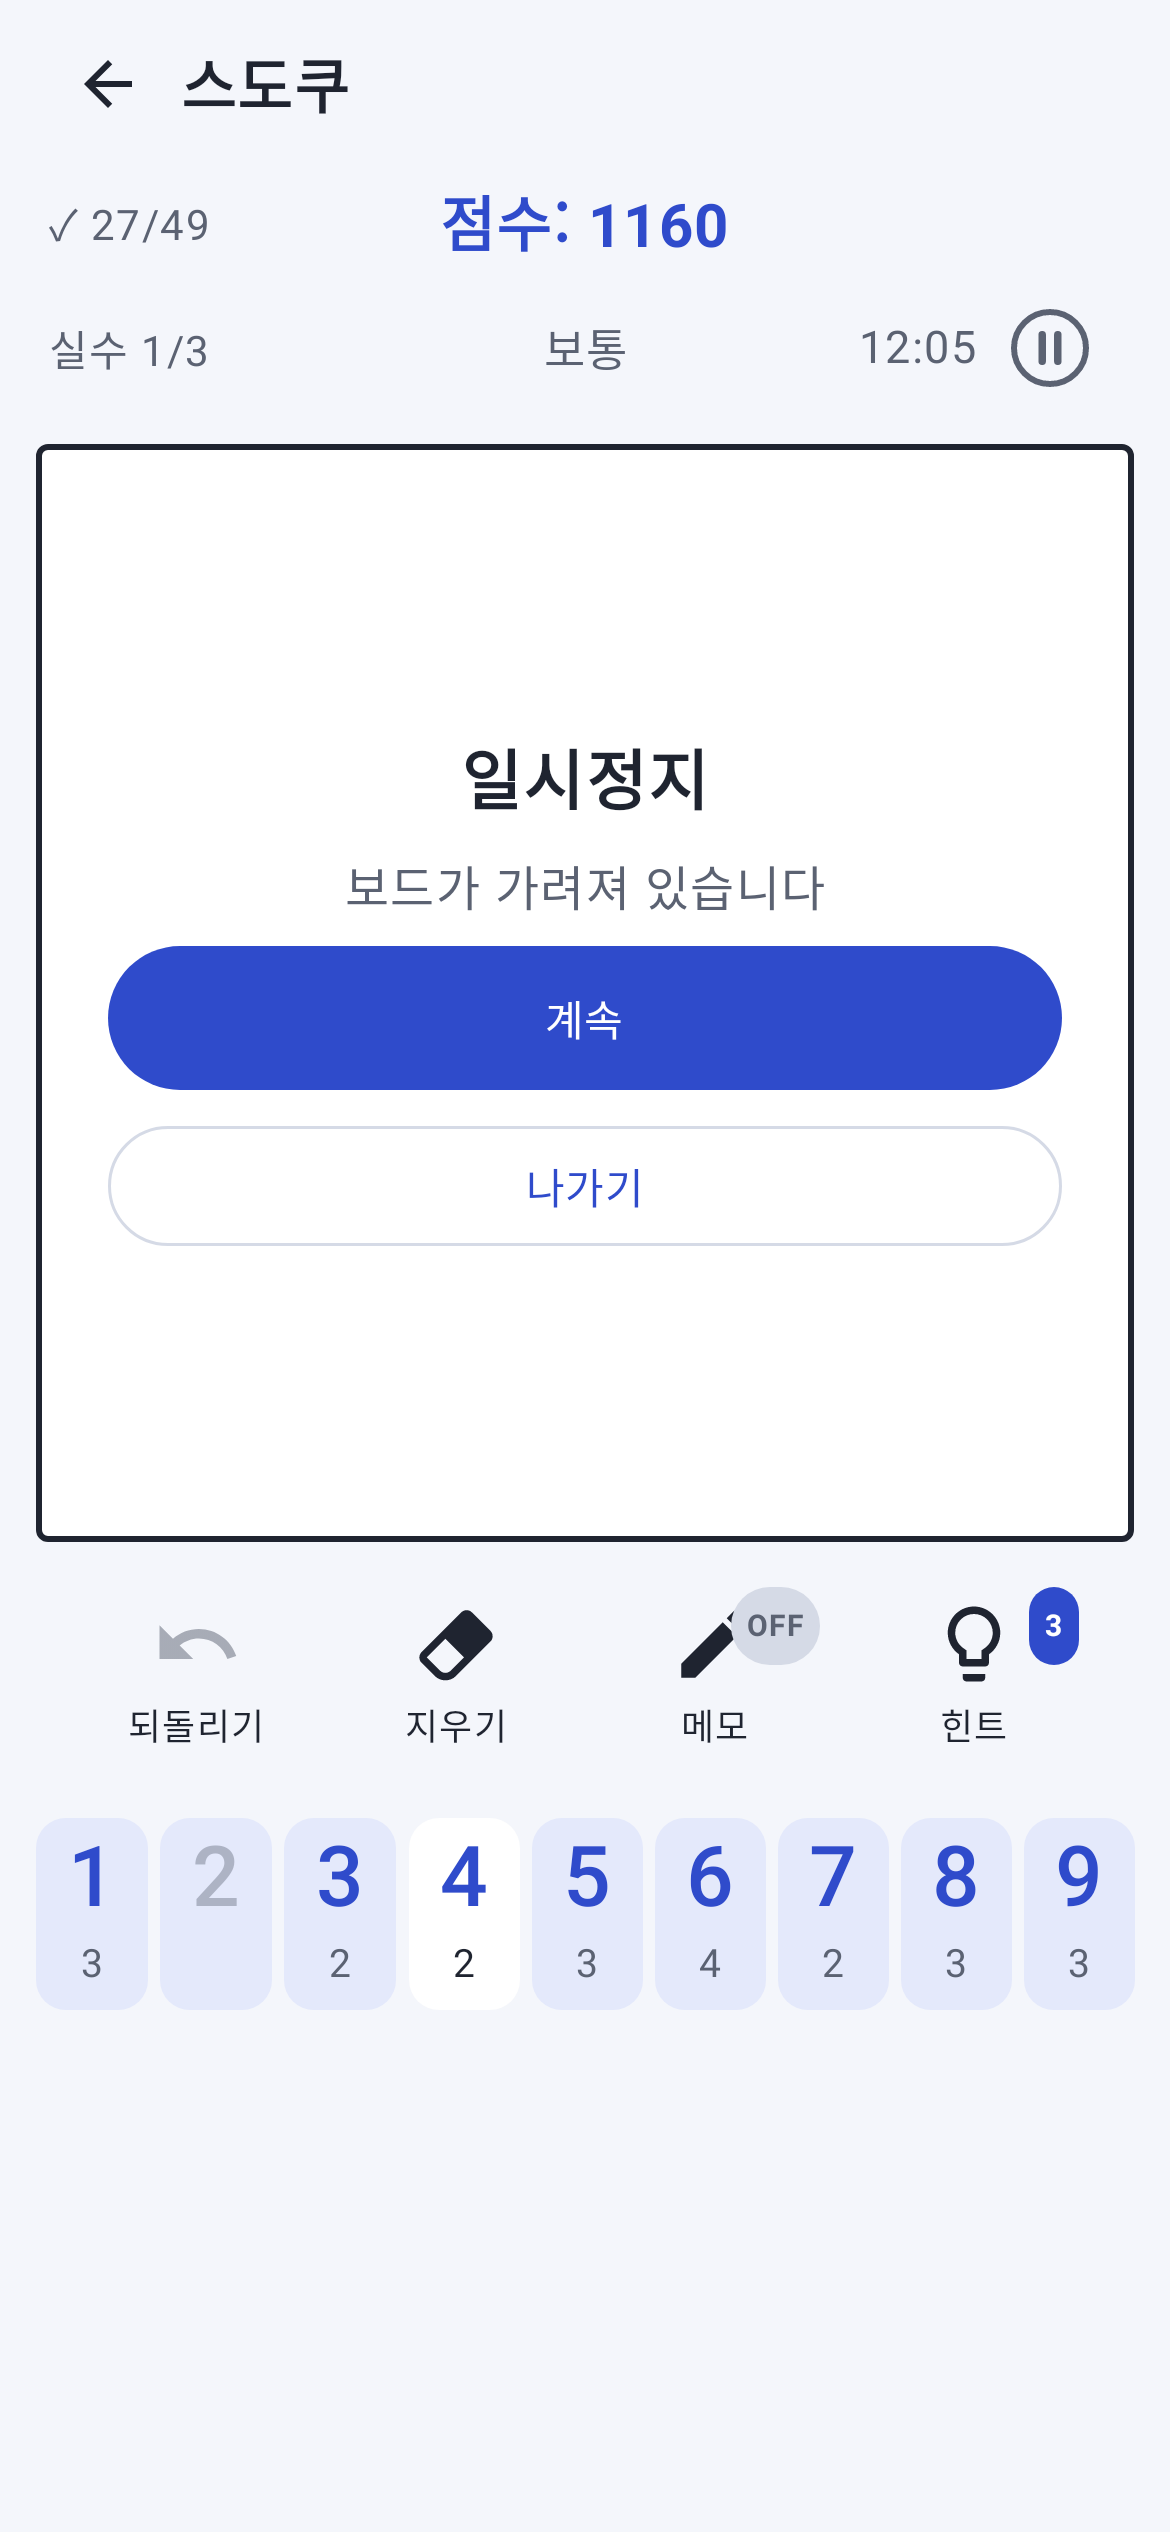 스도쿠
✓ 27/49
점수: 1160
실수 1/3
보통
12:05
일시정지
보드가 가려져 있습니다
계속
나가기
OFF
3
되돌리기
지우기
메모
힌트
1 2 3 4 5 6 7 8 9
3 2 2 3 4 2 3 3